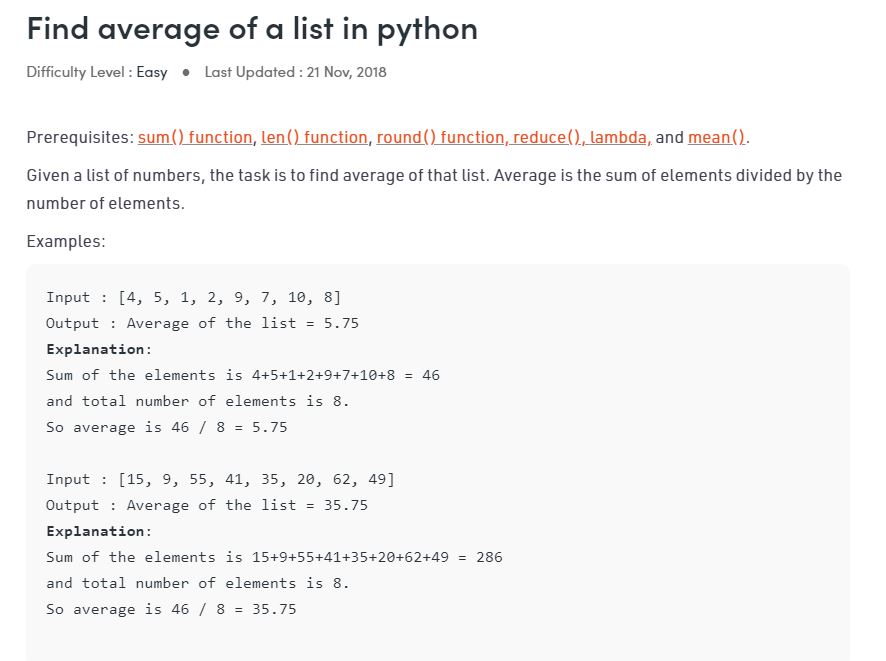 Find average of a list in python
Difficulty Level : Easy ● Last Updated : 21 Nov, 2018
Prerequisites: sum() function, len() function, round() function, reduce(), lambda, and mean().
Given a list of numbers, the task is to find average of that list. Average is the sum of elements divided by the
number of elements.
Examples:
Input : [4, 5, 1, 2, 9, 7, 10, 8]
Output : Average of the list = 5.75
Explanation:
Sum of the elements is 4+5+1+2+9+7+10+8 = 46
and total number of elements is 8.
So average is 46 / 8 = 5.75
Input : [15, 9, 55, 41, 35, 20, 62, 49]
Output : Average of the list = 35.75
Explanation:
Sum of the elements is 15+9+55+41+35+20+62+49 = 286
and total number of elements is 8.
So average is 46 / 8 = 35.75